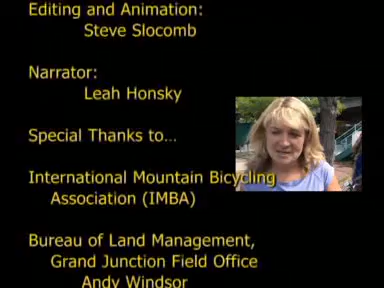 Editing and Animation:
Steve Slocomb
Narrator:
Leah Honsky
Special Thanks to...
International Mountain Bicycling
Association (IMBA)
Bureau of Land Management,
Grand Junction Field Office
Andy Windsor